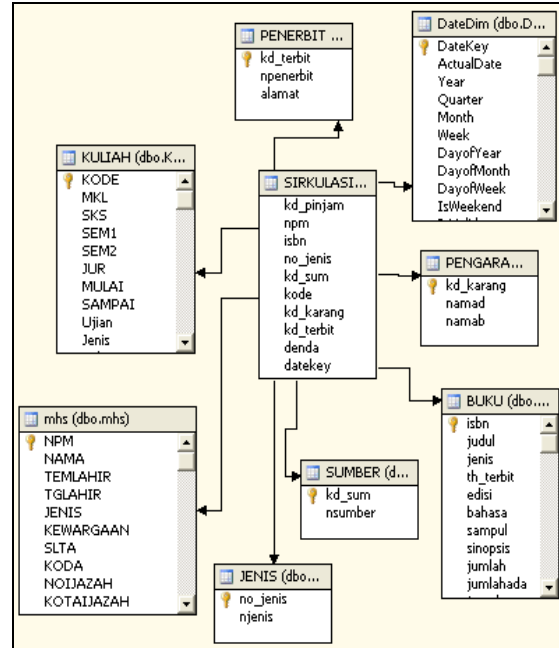 PENERBIT ...
kd_terbit
npenerbit
alamat
DateDim (dbo.D...
DateKey
ActualDate
Year
Quarter
Month
Week
DayofYear
DayofMonth
DayofWeek
IsWeekend
KULIAH (dbo.K...
KODE
MKL
SKS
SEM1
SEM2
JUR
MULAI
SAMPAI
Ujian
Jenis
SIRKULASI...
kd_pinjam
npm
isbn
no_jenis
kd_sum
kode
kd_karang
kd_terbit
denda
datekey
PENGARA...
kd_karang
namad
namab
BUKU (dbo....
isbn
judul
jenis
th_terbit
edisi
bahasa
sampul
sinopsis
jumlah
jumlahada
mhs (dbo.mhs)
NPM
NAMA
TEMLAHIR
TGLAHIR
JENIS
KEWARGAAN
SLTA
KODA
NOIJAZAH
KOTAIJAZAH
SUMBER (d...
kd_sum
nsumber
JENIS (dbo...
no_jenis
njenis